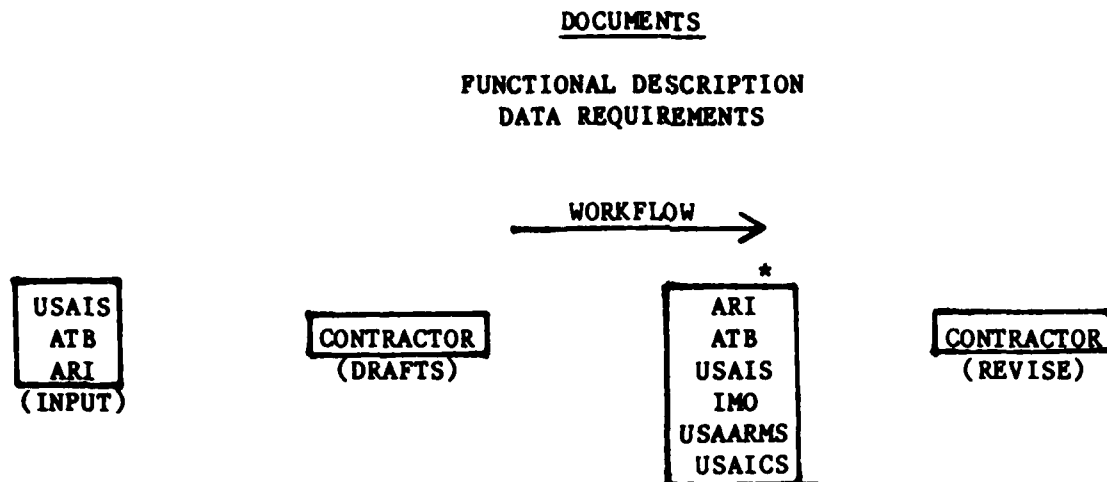 DOCUMENTS
FUNCTIONAL DESCRIPTION
DATA REQUIREMENTS
WORKFLOW
USAIS
ATB
ARI
(INPUT)
CONTRACTOR
(DRAFTS)
*
ARI
ATB
USAIS
IMO
USAARMS
USAICS
CONTRACTOR
(REVISE)